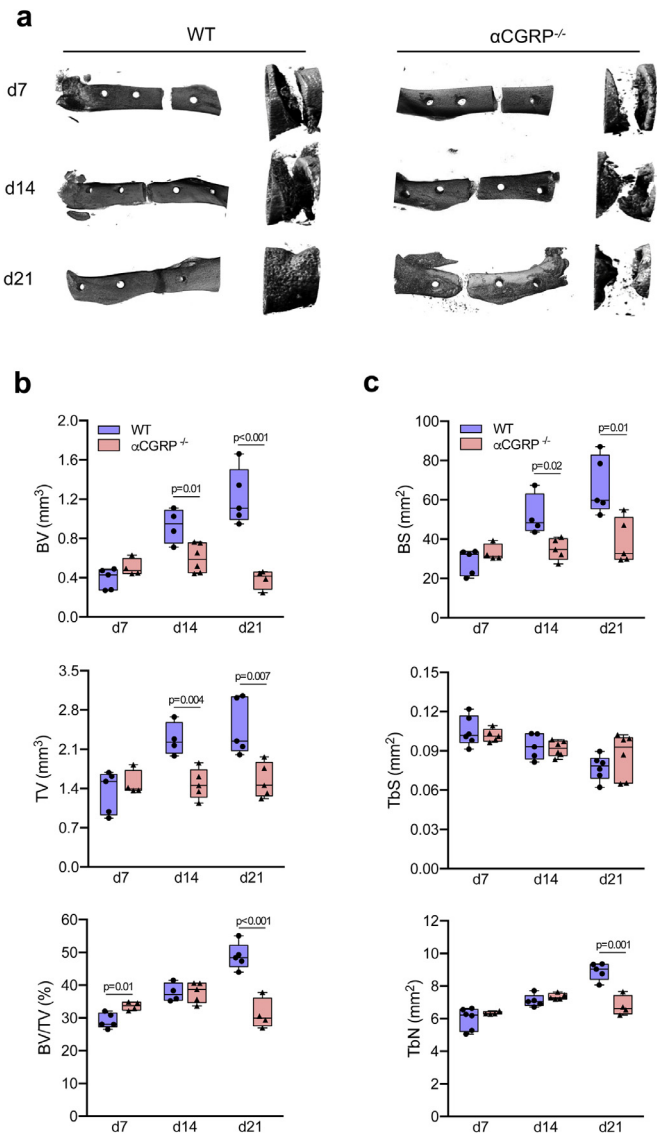 a
WT
αCGRP-/-
d7
d14
d21
b
BV (mm3)
2.0
1.6
1.2
0.8
0.4
0.0
WT
αCGRP -/-
p=0.01
p<0.001
d7 d14 d21
TV (mm3)
3.5
2.8
2.1
1.4
0.7
0.0
p=0.004
p=0.007
d7 d14 d21
BV/TV (%)
60
50
40
30
20
10
0
p=0.01
p<0.001
d7 d14 d21
c
BS (mm2)
100
80
60
40
20
0
WT
αCGRP -/-
p=0.02
p=0.01
d7 d14 d21
TbS (mm2)
0.15
0.12
0.09
0.06
0.03
0.00
d7 d14 d21
TbN (mm2)
12
10
8
6
4
2
0
p=0.001
d7 d14 d21